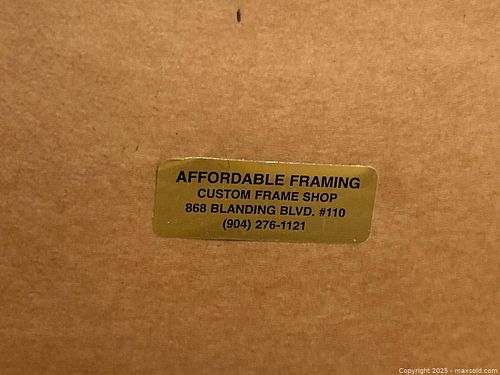 AFFORDABLE FRAMING
CUSTOM FRAME SHOP
868 BLANDING BLVD. #110
(904) 276-1121
Copyright 2025 - maxsold.com